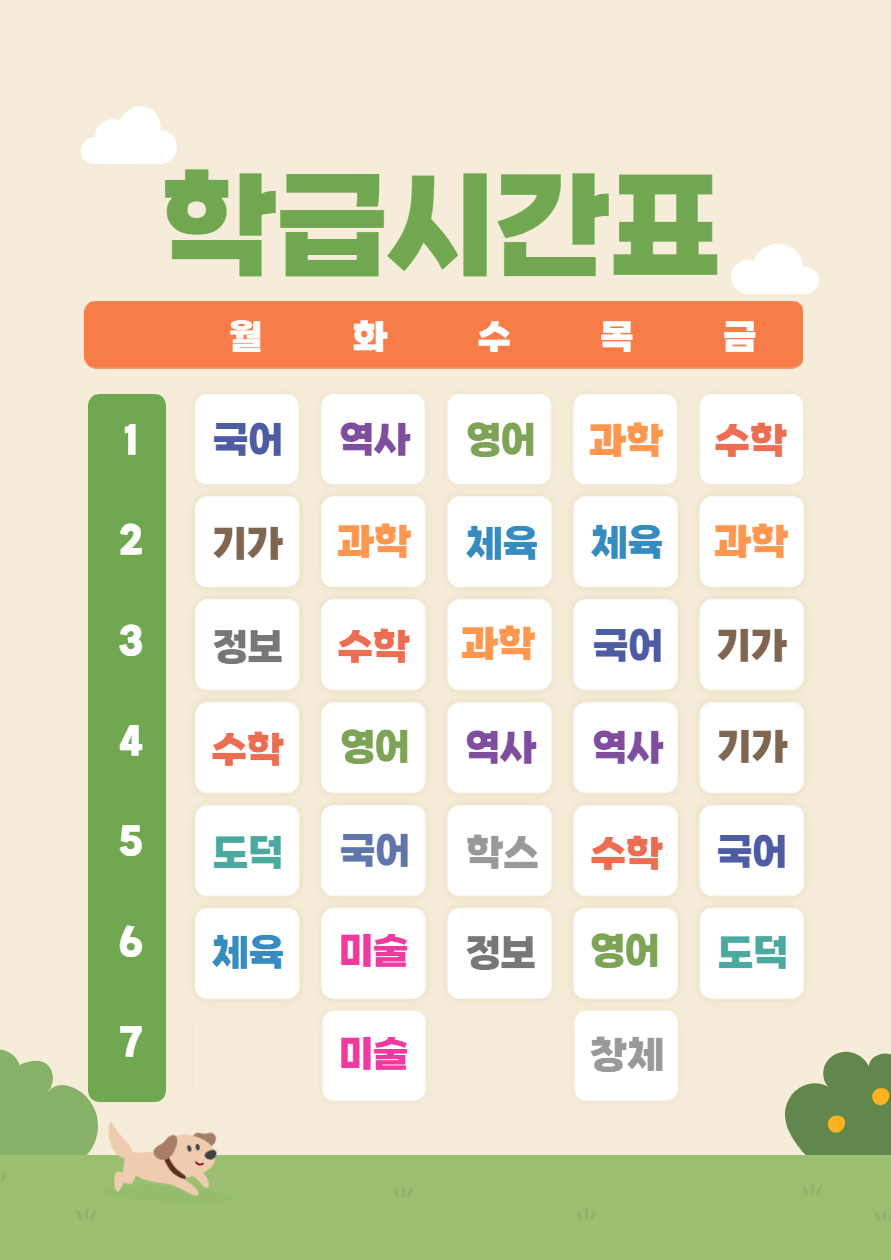 학급시간표
월 화 수 목 금
1 국어 역사 영어 과학 수학
2 기가 과학 체육 체육 과학
3 정보 수학 과학 국어 기가
4 수학 영어 역사 역사 기가
5 도덕 국어 학스 수학 국어
6 체육 미술 정보 영어 도덕
7 미술 창체